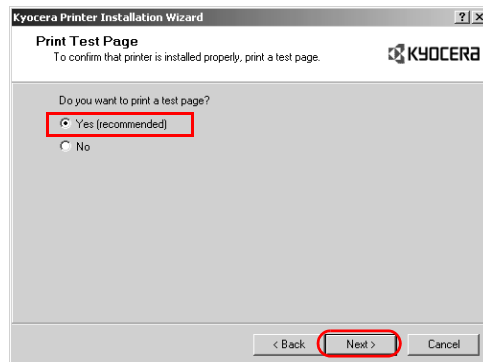 Kyocera Printer Installation Wizard
Print Test Page
To confirm that printer is installed properly, print a test page.
KYOCERA
Do you want to print a test page?
Yes (recommended)
No
< Back Next > Cancel